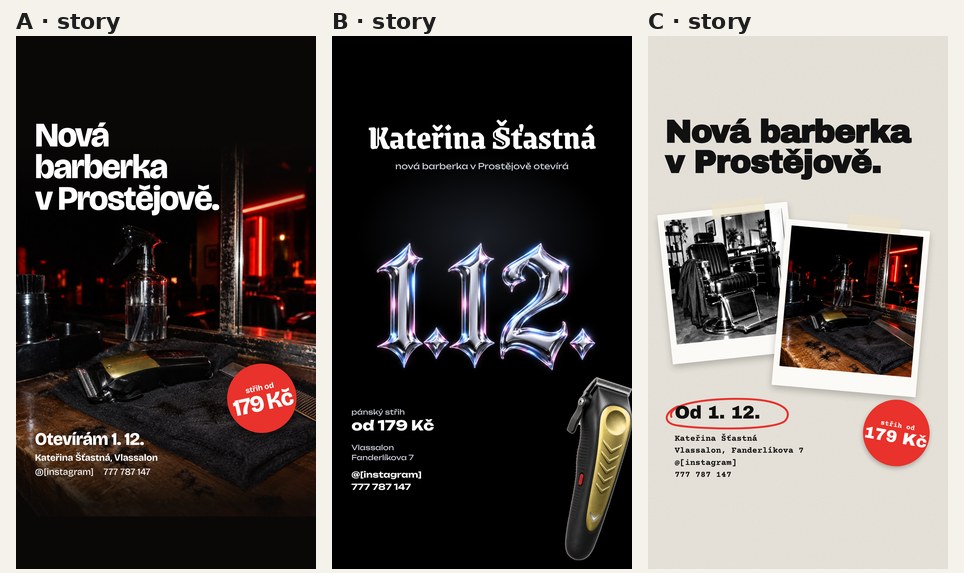 A · story
Nová
barberka
v Prostějově.
střih od
179 Kč
Otevírám 1. 12.
Kateřina Šťastná, Vlassalon
@[instagram] 777 787 147
B · story
Kateřina Šťastná
nová barberka v Prostějově otevírá
1.12.
pánský střih
od 179 Kč
Vlassalon
Fanderlíkova 7
@[instagram]
777 787 147
C · story
Nová barberka
v Prostějově.
Od 1. 12.
Kateřina Šťastná
Vlassalon, Fanderlíkova 7
@[instagram]
777 787 147
střih od
179 Kč